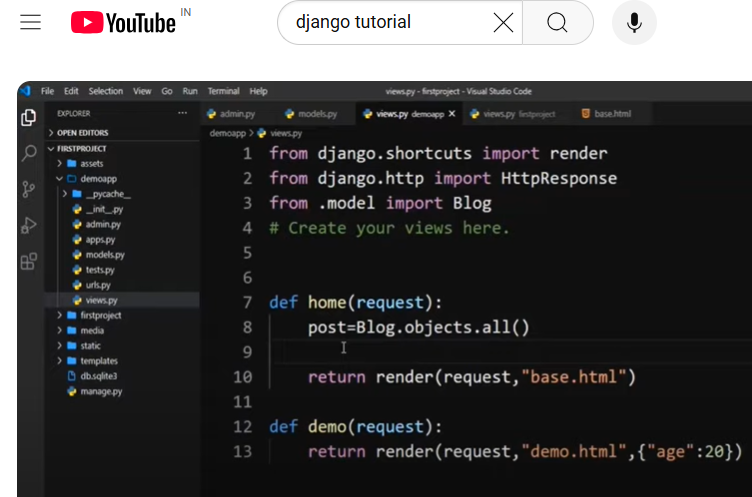 YouTube IN
django tutorial
File Edit Selection View Go Run Terminal Help views.py - firstproject - Visual Studio Code
EXPLORER ... admin.py models.py views.py demoapp views.py firstproject base.html
OPEN EDITORS
demoapp > views.py
FIRSTPROJECT
assets
demoapp
__pycache__
__init__.py
admin.py
apps.py
models.py
tests.py
urls.py
views.py
firstproject
media
static
templates
db.sqlite3
manage.py
1 from django.shortcuts import render
2 from django.http import HttpResponse
3 from .model import Blog
4 # Create your views here.
5
6
7 def home(request):
8 post=Blog.objects.all()
9
10 return render(request,"base.html")
11
12 def demo(request):
13 return render(request,"demo.html",{"age":20})